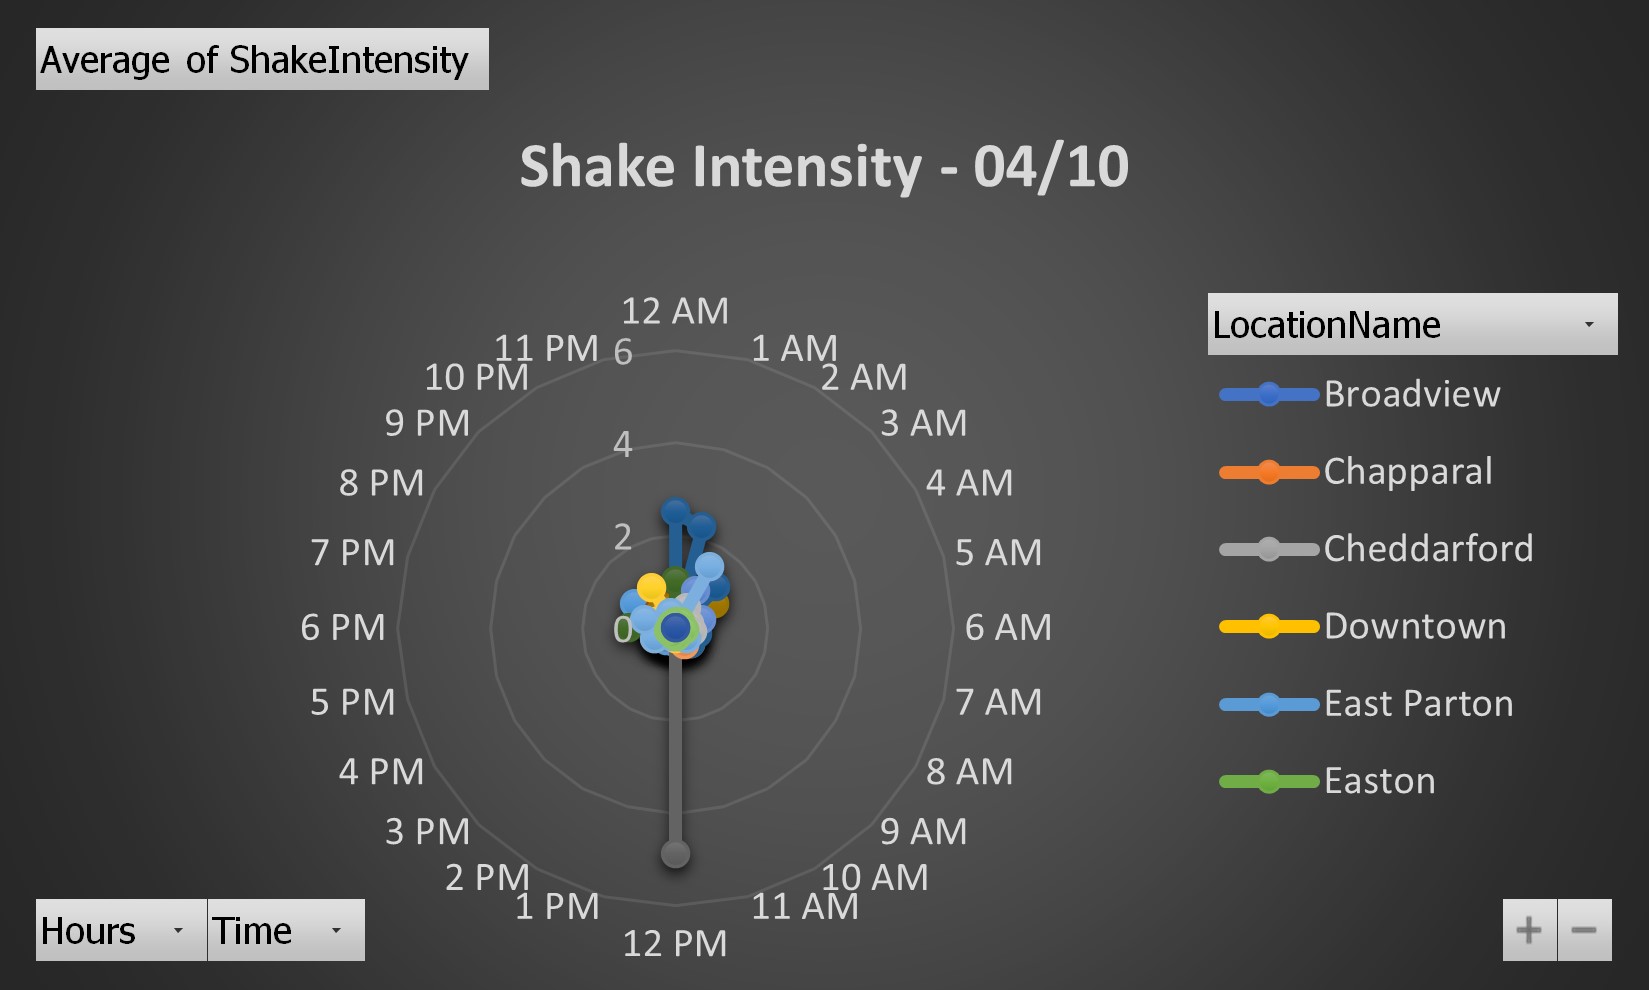 Average of ShakeIntensity
Shake Intensity - 04/10
12 AM
1 AM
2 AM
3 AM
4 AM
5 AM
6 AM
7 AM
8 AM
9 AM
10 AM
11 AM
12 PM
1 PM
2 PM
3 PM
4 PM
5 PM
6 PM
7 PM
8 PM
9 PM
10 PM
11 PM
6
4
2
0
LocationName
Broadview
Chapparal
Cheddarford
Downtown
East Parton
Easton
Hours
Time
+
−